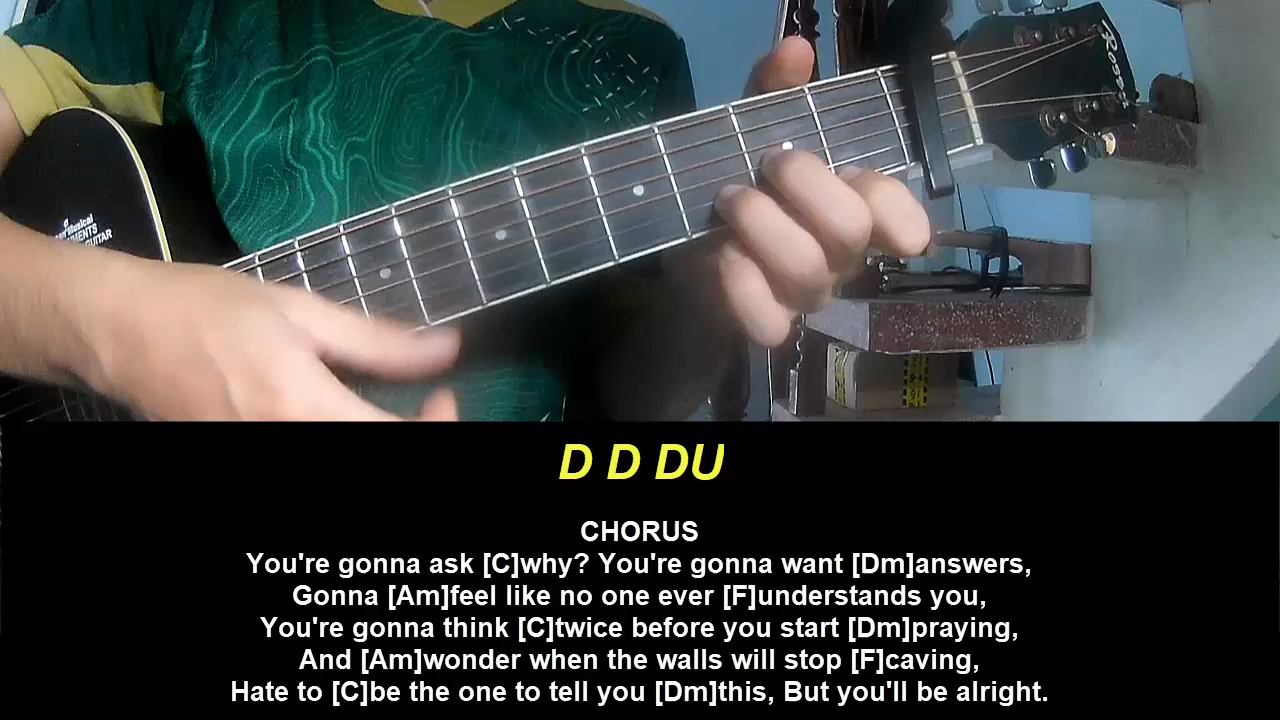 Musical
GUITAR
D D DU
CHORUS
You're gonna ask [C]why? You're gonna want [Dm]answers,
Gonna [Am]feel like no one ever [F]understands you,
You're gonna think [C]twice before you start [Dm]praying,
And [Am]wonder when the walls will stop [F]caving,
Hate to [C]be the one to tell you [Dm]this, But you'll be alright.